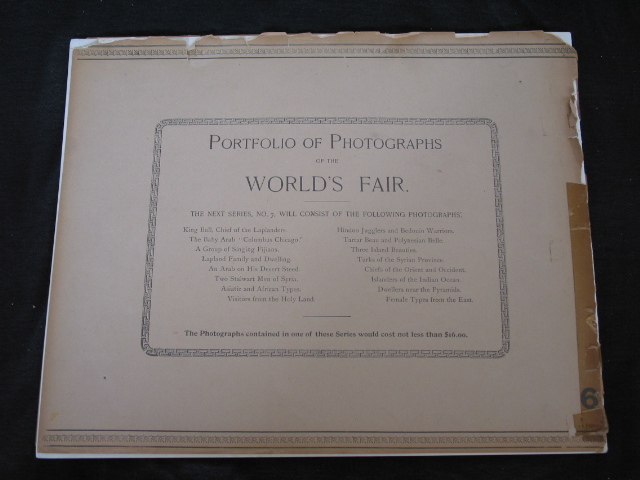 PORTFOLIO OF PHOTOGRAPHS
OF THE
WORLD'S FAIR.
THE NEXT SERIES, NO. 7, WILL CONSIST OF THE FOLLOWING PHOTOGRAPHS:
King Bull, Chief of the Laplanders.
The Baby Arab "Columbus Chicago."
A Group of Singing Fijians.
Lapland Family and Dwelling.
An Arab on His Desert Steed.
Two Stalwart Men of Syria.
Asiatic and African Types.
Visitors from the Holy Land.
Hindoo Jugglers and Bedouin Warriors.
Tartar Beau and Polynesian Belle.
Three Island Beauties.
Turks of the Syrian Province.
Chiefs of the Orient and Occident.
Islanders of the Indian Ocean.
Dwellers near the Pyramids.
Female Types from the East.
The Photographs contained in one of these Series would cost not less than $16.00.
6